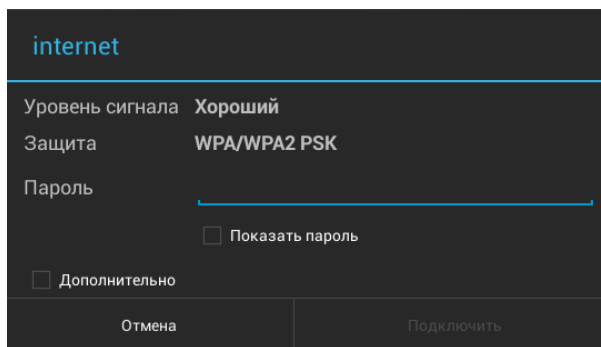 internet
Уровень сигнала Хороший
Защита WPA/WPA2 PSK
Пароль
Показать пароль
Дополнительно
Отмена Подключить